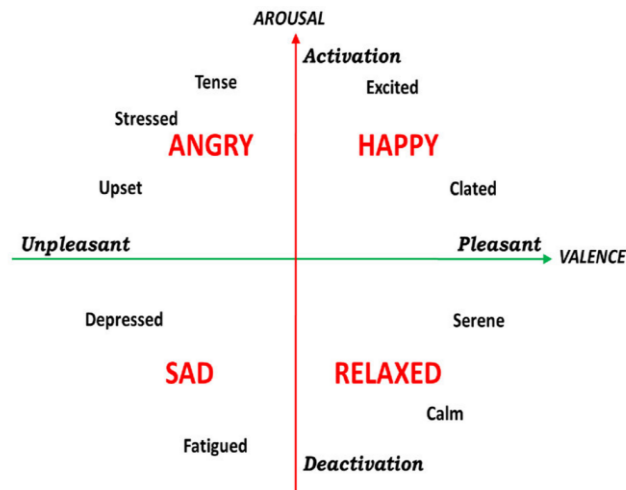 AROUSAL
Activation
Tense
Excited
Stressed
ANGRY
HAPPY
Upset
Clated
Unpleasant
Pleasant
VALENCE
Depressed
Serene
SAD
RELAXED
Calm
Fatigued
Deactivation